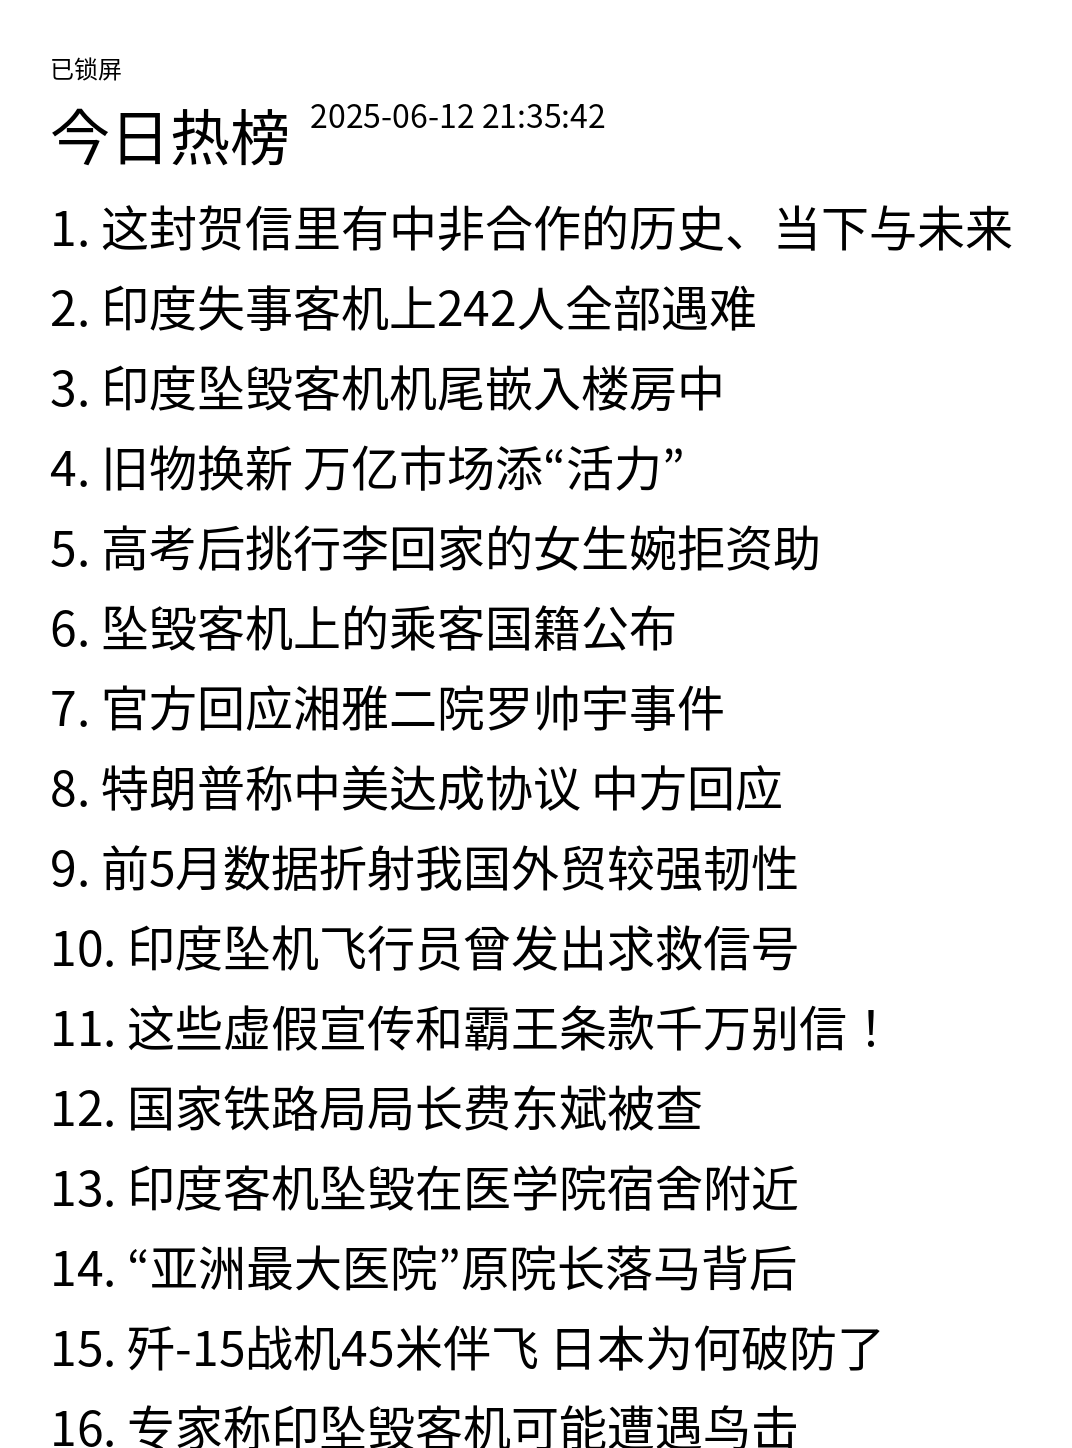 已锁屏
今日热榜 2025-06-12 21:35:42
1. 这封贺信里有中非合作的历史、当下与未来
2. 印度失事客机上242人全部遇难
3. 印度坠毁客机机尾嵌入楼房中
4. 旧物换新 万亿市场添“活力”
5. 高考后挑行李回家的女生婉拒资助
6. 坠毁客机上的乘客国籍公布
7. 官方回应湘雅二院罗帅宇事件
8. 特朗普称中美达成协议 中方回应
9. 前5月数据折射我国外贸较强韧性
10. 印度坠机飞行员曾发出求救信号
11. 这些虚假宣传和霸王条款千万别信！
12. 国家铁路局局长费东斌被查
13. 印度客机坠毁在医学院宿舍附近
14. “亚洲最大医院”原院长落马背后
15. 歼-15战机45米伴飞 日本为何破防了
16. 专家称印坠毁客机可能遭遇鸟击